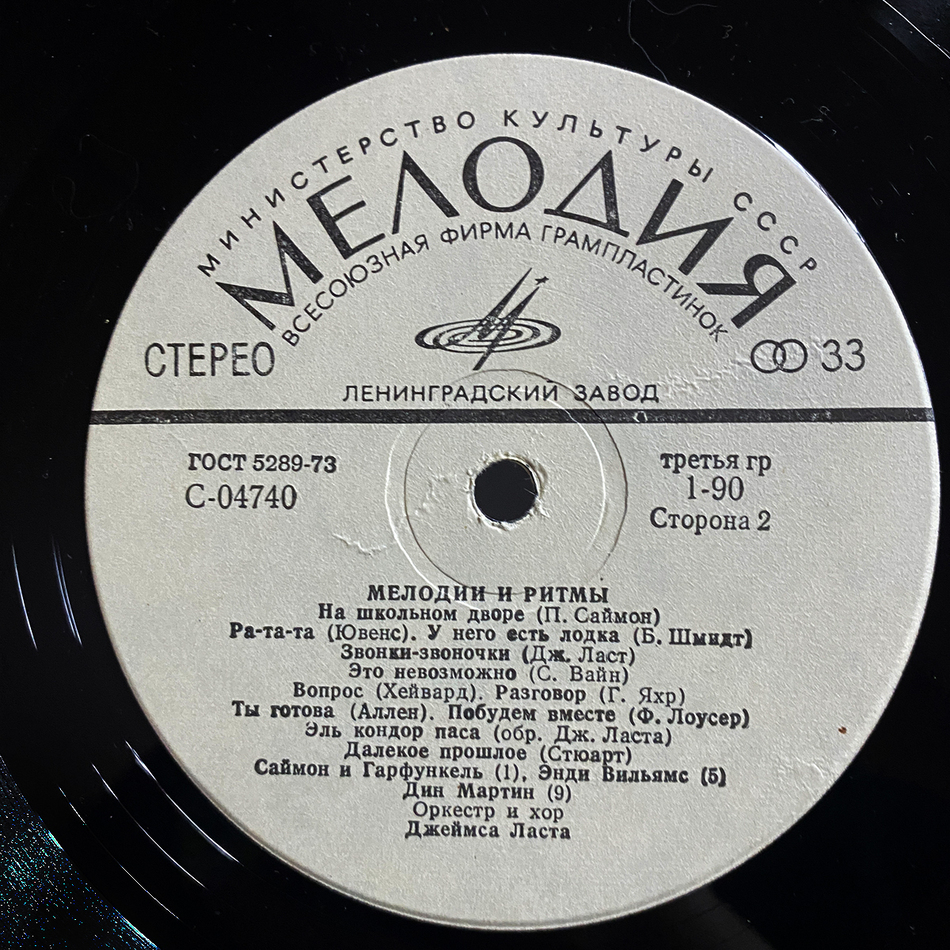 МИНИСТЕРСТВО КУЛЬТУРЫ СССР
МЕЛОДИЯ
ВСЕСОЮЗНАЯ ФИРМА ГРАМПЛАСТИНОК
СТЕРЕО
33
ЛЕНИНГРАДСКИЙ ЗАВОД
ГОСТ 5289-73
С-04740
третья гр
1-90
Сторона 2
МЕЛОДИИ И РИТМЫ
На школьном дворе (П. Саймон)
Ра-та-та (Ювенс). У него есть лодка (Б. Шмидт)
Звонки-звоночки (Дж. Ласт)
Это невозможно (С. Вайн)
Вопрос (Хейвард). Разговор (Г. Яхр)
Ты готова (Аллен). Побудем вместе (Ф. Лоусер)
Эль кондор паса (обр. Дж. Ласта)
Далекое прошлое (Стюарт)
Саймон и Гарфункель (1), Энди Вильямс (5)
Дин Мартин (9)
Оркестр и хор
Джеймса Ласта